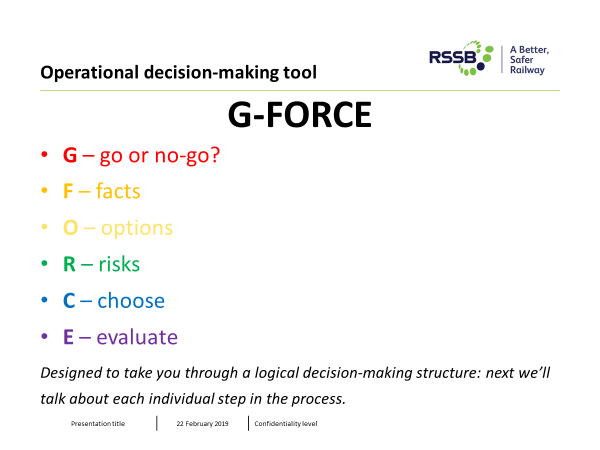 RSSB
A Better,
Safer
Railway
Operational decision-making tool
G-FORCE
• G – go or no-go?
• F – facts
• O – options
• R – risks
• C – choose
• E – evaluate
Designed to take you through a logical decision-making structure: next we’ll
talk about each individual step in the process.
Presentation title
22 February 2019
Confidentiality level